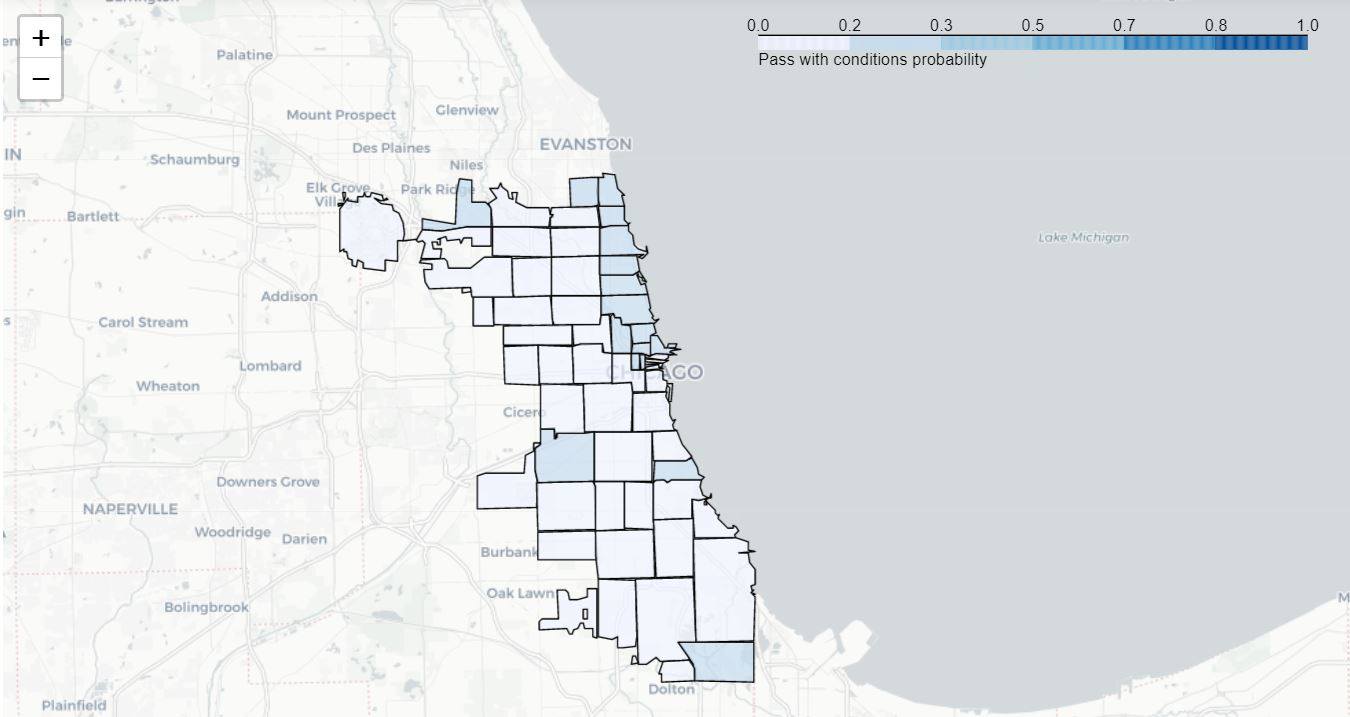 +
−
0.0 0.2 0.3 0.5 0.7 0.8 1.0
Pass with conditions probability
Palatine
Mount Prospect
Glenview
EVANSTON
Des Plaines
IN
Schaumburg
Niles
Elk Grove
Park Ridge
gin
Bartlett
Lake Michigan
Addison
Carol Stream
Lombard
CHICAGO
Wheaton
Cicero
Downers Grove
NAPERVILLE
Woodridge
Darien
Burbank
Oak Lawn
Bolingbrook
M
Dolton
Plainfield